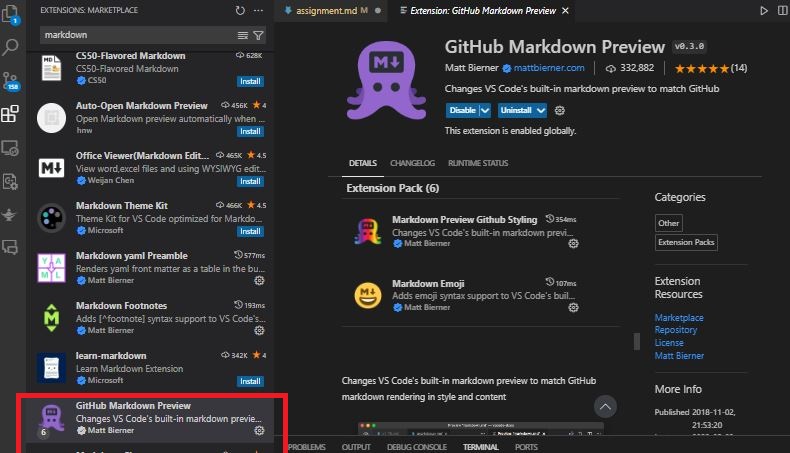 EXTENSIONS: MARKETPLACE
markdown
CS50-Flavored Markdown 628K
CS50-Flavored Markdown
CS50 Install
Auto-Open Markdown Preview 456K 4
Open Markdown preview automatically when ...
hnw Install
Office Viewer(Markdown Edit... 465K 4.5
View word,excel files and using WYSIWYG edit...
Weijan Chen Install
Markdown Theme Kit 466K 4.5
Theme Kit for VS Code optimized for Markdo...
Microsoft Install
YAML
Markdown yaml Preamble 577ms
Renders yaml front matter as a table in the bu...
Matt Bierner
Markdown Footnotes 193ms
Adds [^footnote] syntax support to VS Code's...
Matt Bierner
learn-markdown 342K 4
Learn Markdown Extension
Microsoft Install
GitHub Markdown Preview
Changes VS Code's built-in markdown previe...
6 Matt Bierner
1
158
assignment.md M
Extension: GitHub Markdown Preview
GitHub Markdown Preview v0.3.0
Matt Bierner mattbierner.com 332,882 (14)
Changes VS Code's built-in markdown preview to match GitHub
Disable Uninstall
This extension is enabled globally.
DETAILS CHANGELOG RUNTIME STATUS
Extension Pack (6)
Markdown Preview Github Styling 354ms
Changes VS Code's built-in markdown previ...
Matt Bierner
Markdown Emoji 107ms
Adds emoji syntax support to VS Code's buil...
Matt Bierner
Changes VS Code's built-in markdown preview to match GitHub
markdown rendering in style and content
Categories
Other
Extension Packs
Extension
Resources
Marketplace
Repository
License
Matt Bierner
More Info
Published 2018-11-02,
21:53:20
PROBLEMS OUTPUT DEBUG CONSOLE TERMINAL PORTS